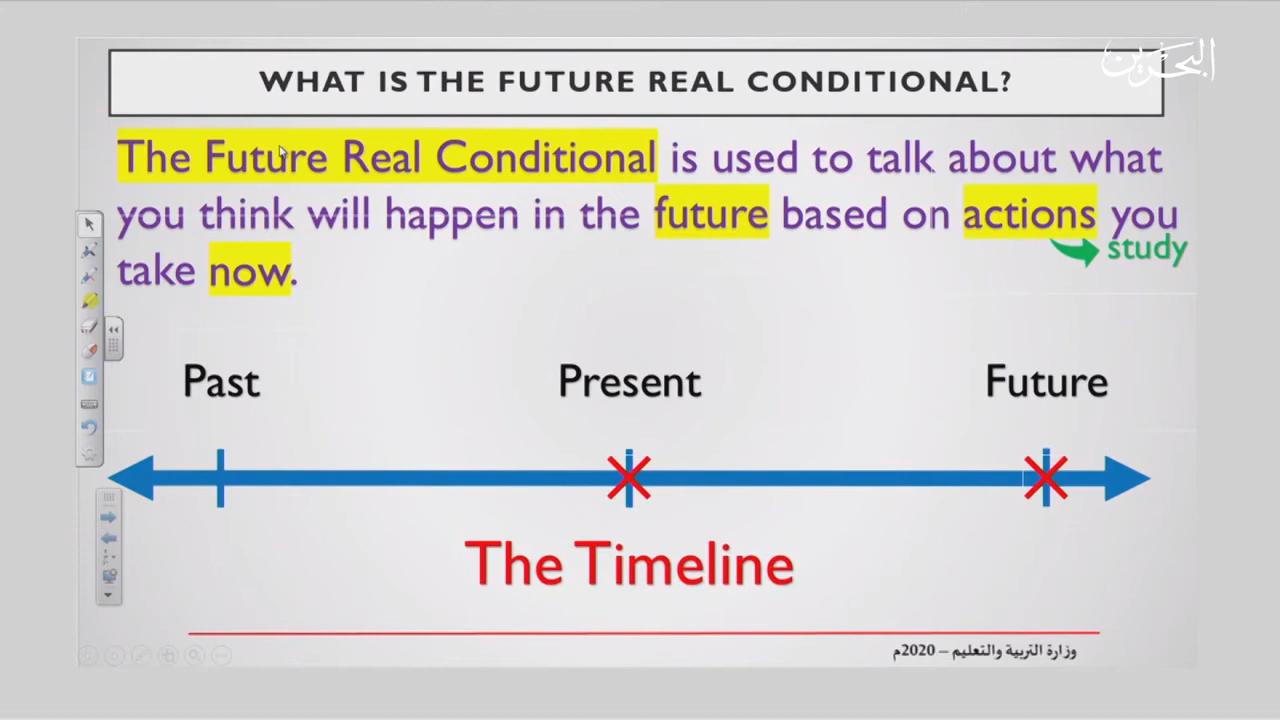 البحرين
WHAT IS THE FUTURE REAL CONDITIONAL?
The Future Real Conditional is used to talk about what
you think will happen in the future based on actions you
study
take now.
Past Present Future
The Timeline
وزارة التربية والتعليم – 2020م